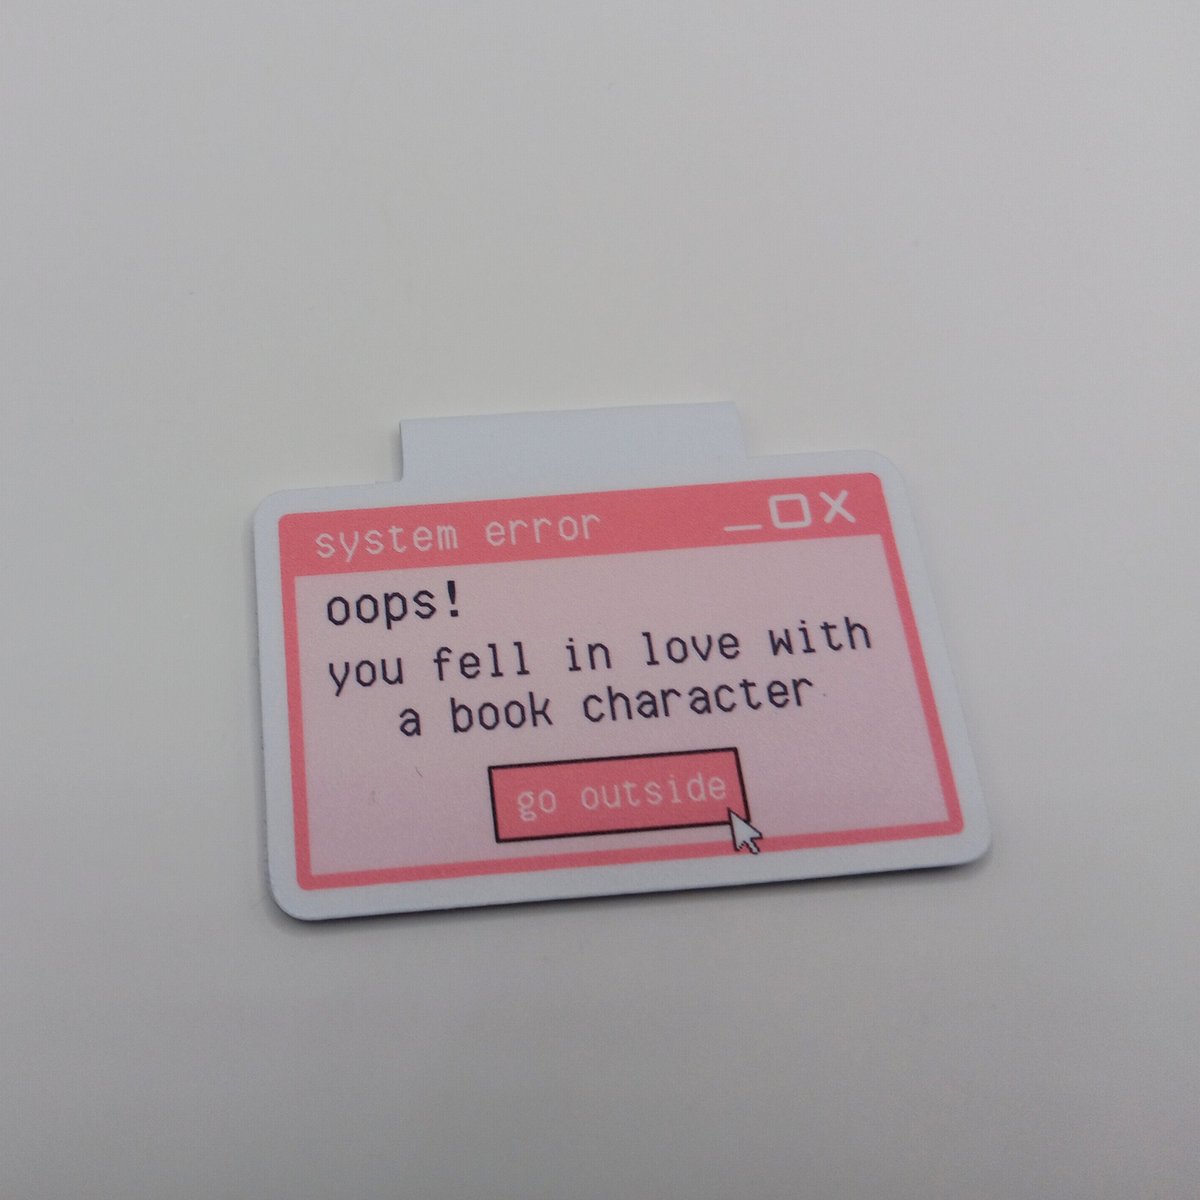 system error
oops!
you fell in love with
a book character
go outside